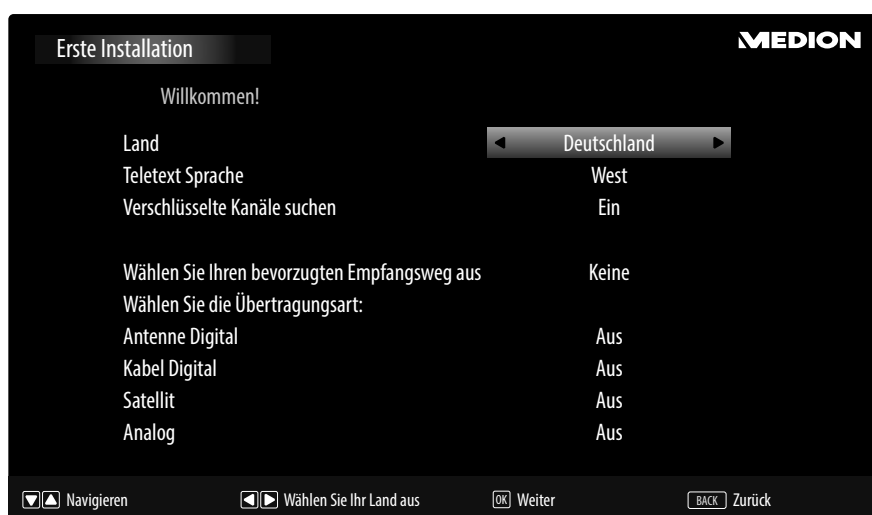 Erste Installation
MEDION
Willkommen!
Land Deutschland
Teletext Sprache West
Verschlüsselte Kanäle suchen Ein
Wählen Sie Ihren bevorzugten Empfangsweg aus Keine
Wählen Sie die Übertragungsart:
Antenne Digital Aus
Kabel Digital Aus
Satellit Aus
Analog Aus
Navigieren Wählen Sie Ihr Land aus OK Weiter BACK Zurück